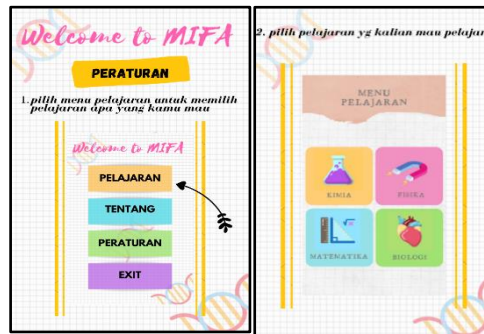 Welcome to MIFA
PERATURAN
1.pilih menu pelajaran untuk memilih
pelajaran apa yang kamu mau
Welcome to MIFA
PELAJARAN
TENTANG
PERATURAN
EXIT
2. pilih pelajaran yg kalian mau pelajar
MENU
PELAJARAN
KIMIA
FISIKA
MATEMATIKA
BIOLOGI